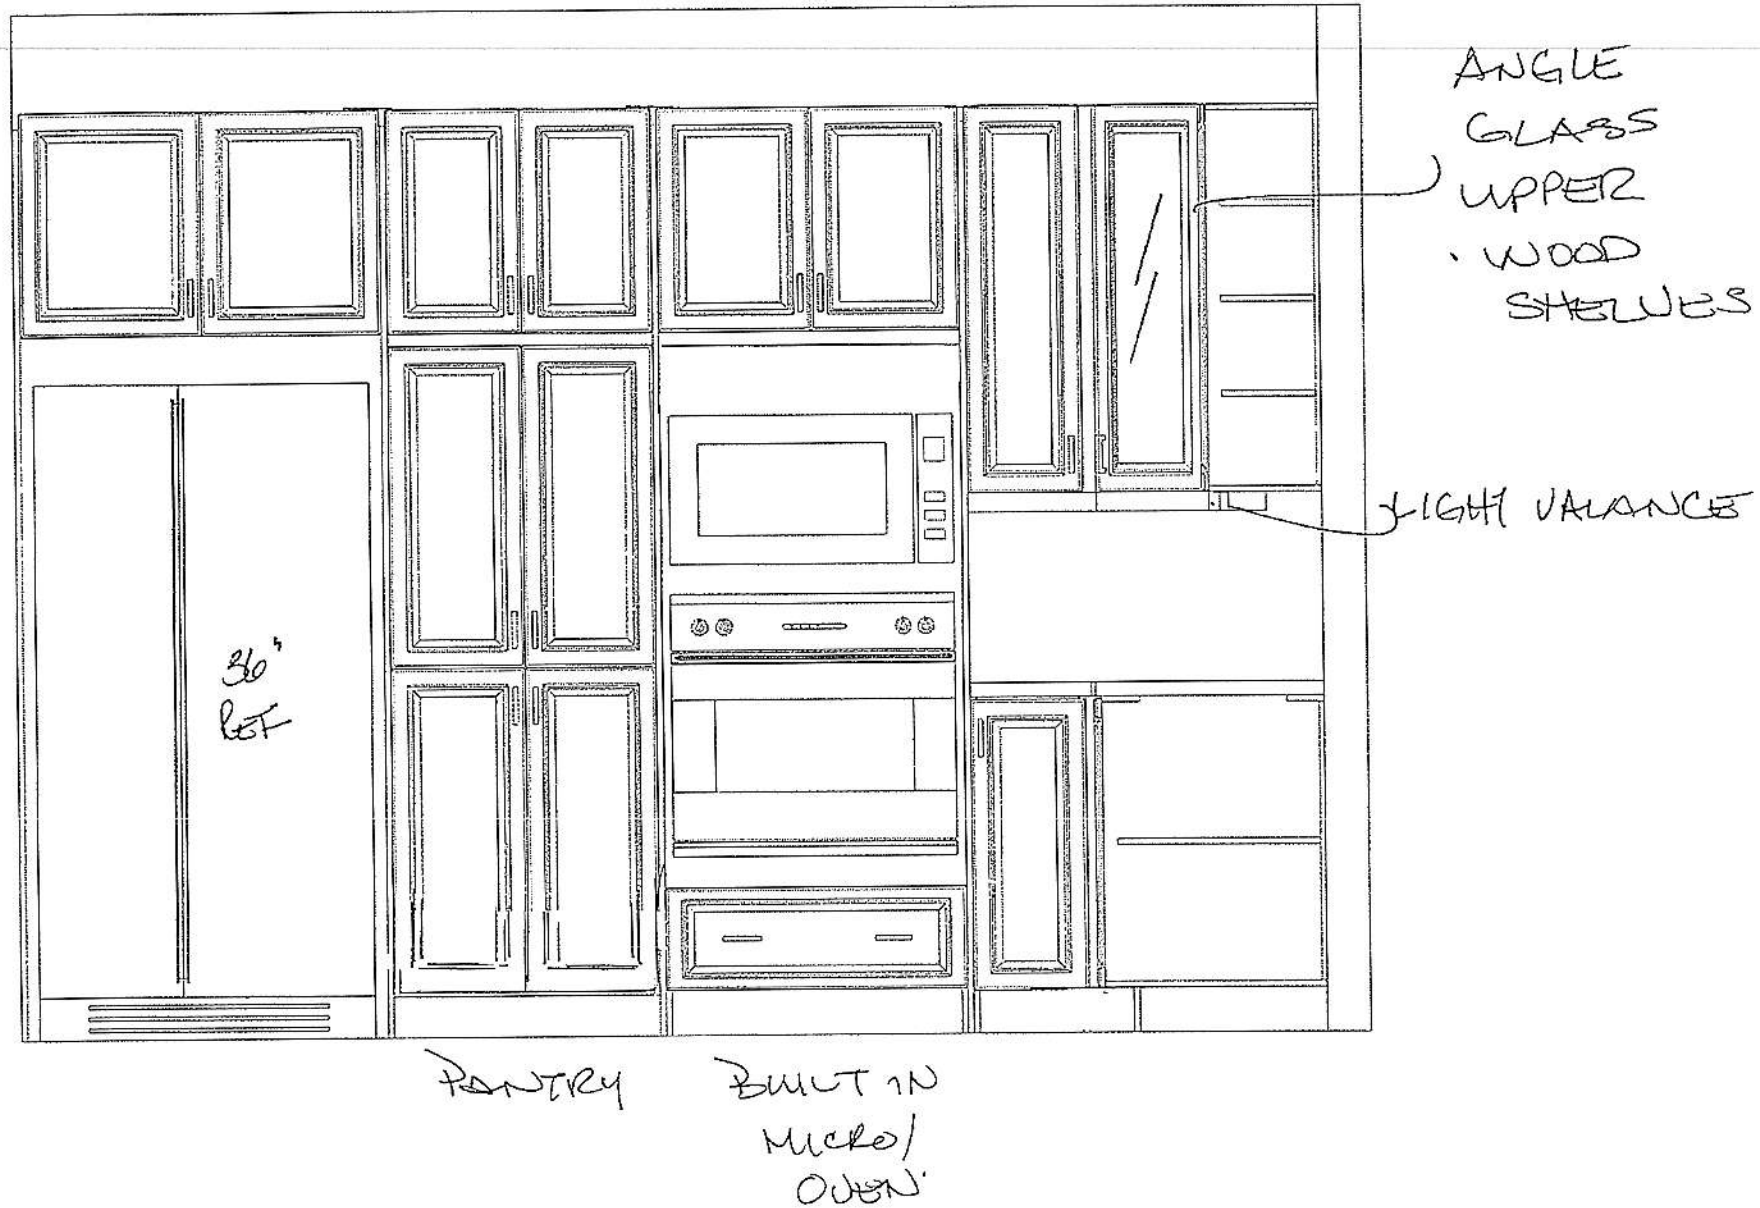 ANGLE
GLASS
UPPER
. WOOD
SHELVES
LIGHT VALANCE
36"
REF
PANTRY
BUILT IN
MICRO/
OVEN.